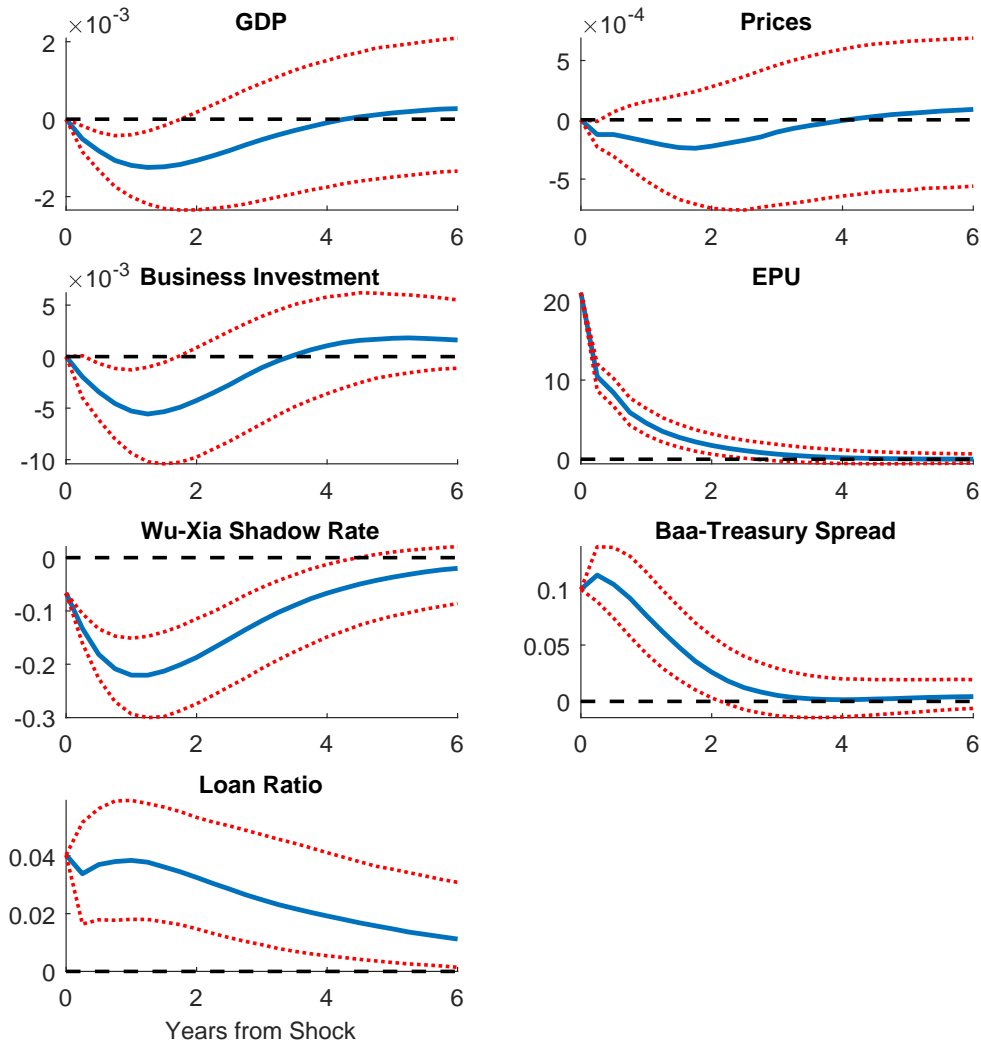 ×10^-3
GDP
2
0
-2
0 2 4 6
×10^-4
Prices
5
0
-5
0 2 4 6
×10^-3
Business Investment
5
0
-5
-10
0 2 4 6
EPU
20
10
0
0 2 4 6
Wu-Xia Shadow Rate
0
-0.1
-0.2
-0.3
0 2 4 6
Baa-Treasury Spread
0.1
0.05
0
0 2 4 6
Loan Ratio
0.04
0.02
0
0 2 4 6
Years from Shock